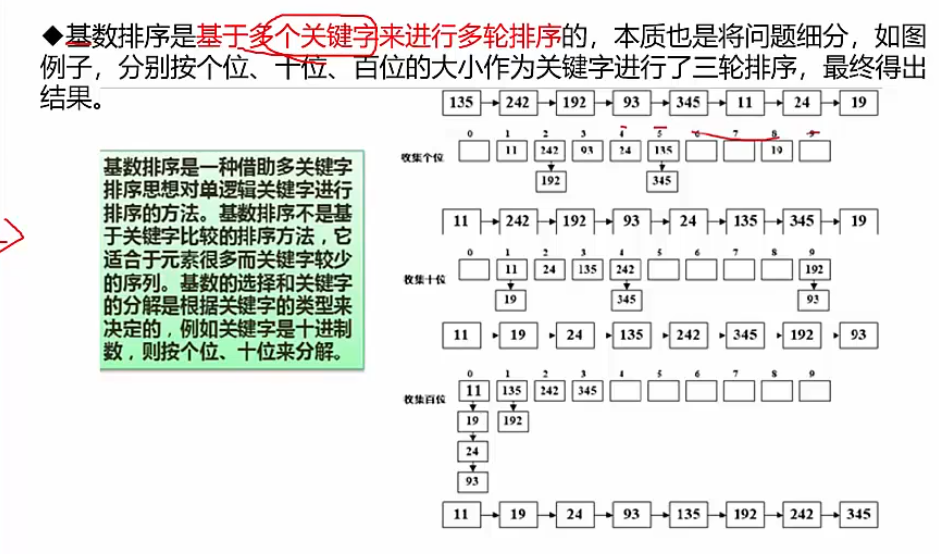 ◆基数排序是基于多个关键字来进行多轮排序的，本质也是将问题细分，如图
例子，分别按个位、十位、百位的大小作为关键字进行了三轮排序，最终得出
结果。
135 242 192 93 345 11 24 19
基数排序是一种借助多关键字
排序思想对单逻辑关键字进行
排序的方法。基数排序不是基
于关键字比较的排序方法，它
适合于元素很多而关键字较少
的序列。基数的选择和关键字
的分解是根据关键字的类型来
决定的，例如关键字是十进制
数，则按个位、十位来分解。
0 1 2 3 4 5 6 7 8 9
收集个位 11 242 93 24 135 19
192 345
11 242 192 93 24 135 345 19
0 1 2 3 4 5 6 7 8 9
收集十位 11 24 135 242 192
19 345 93
11 19 24 135 242 345 192 93
0 1 2 3 4 5 6 7 8 9
收集百位 11 135 242 345
19 192
24
93
11 19 24 93 135 192 242 345